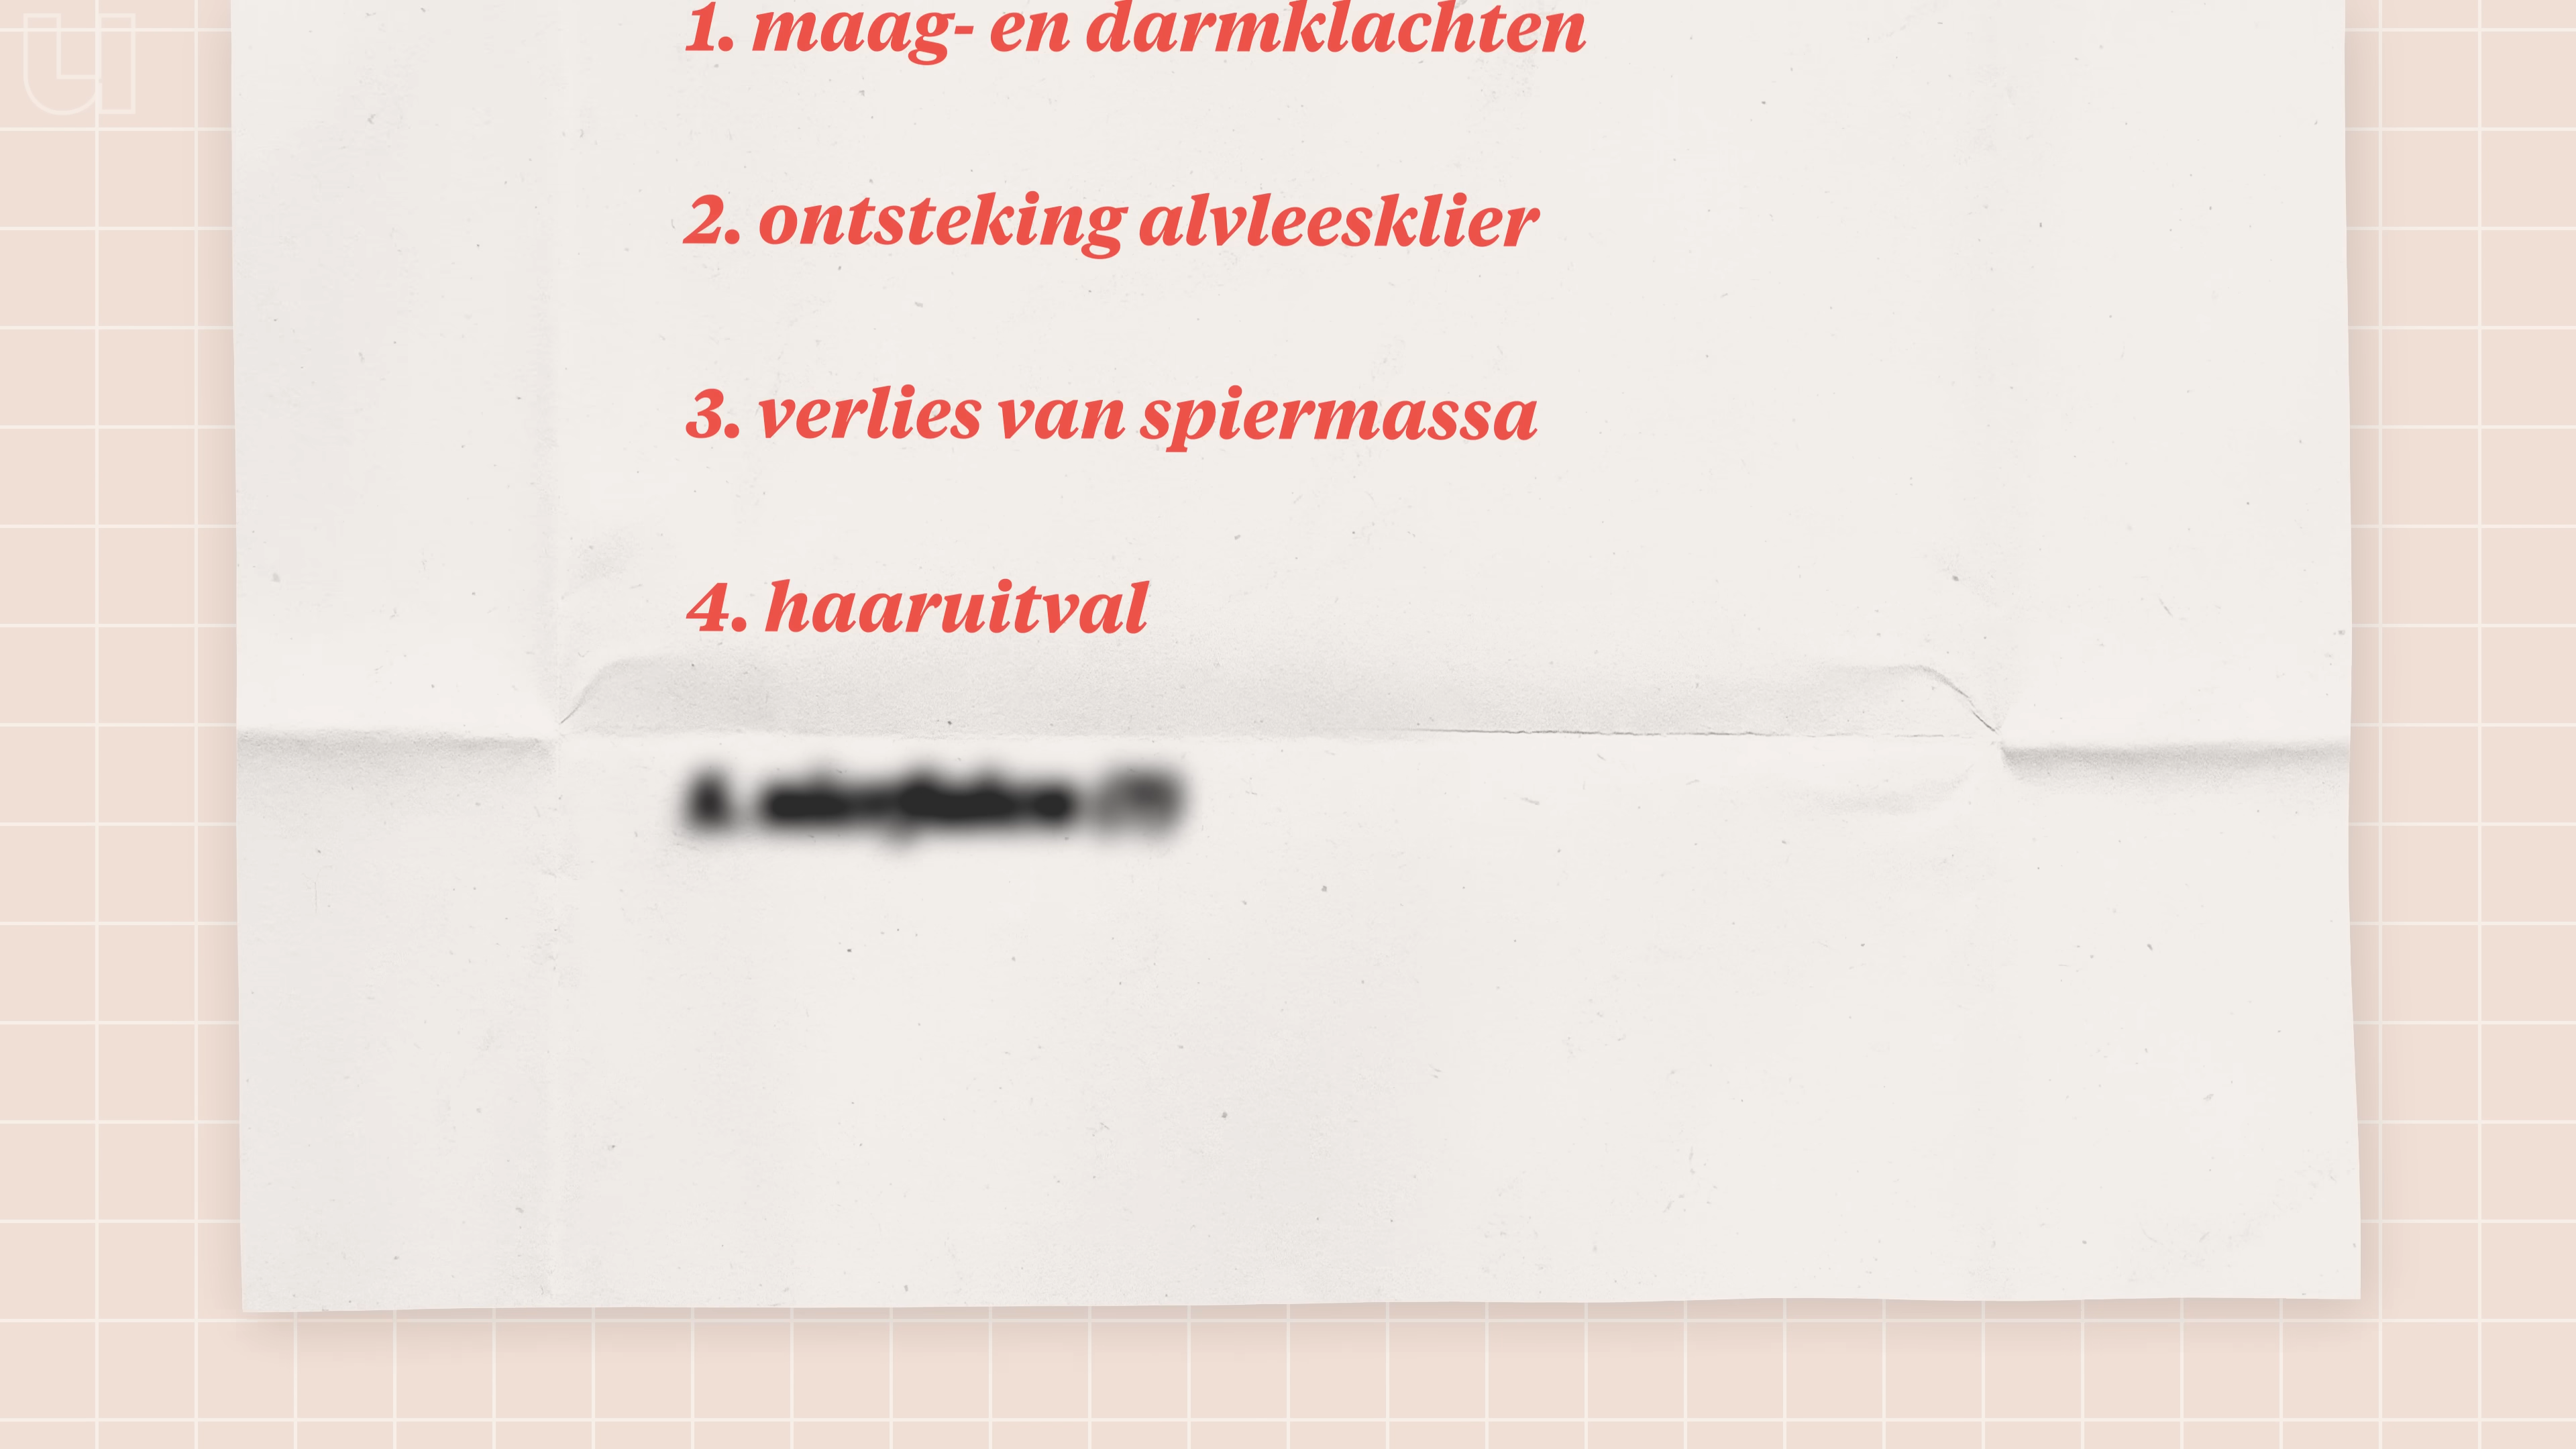 1. maag- en darmklachten
2. ontsteking alvleesklier
3. verlies van spiermassa
4. haaruitval